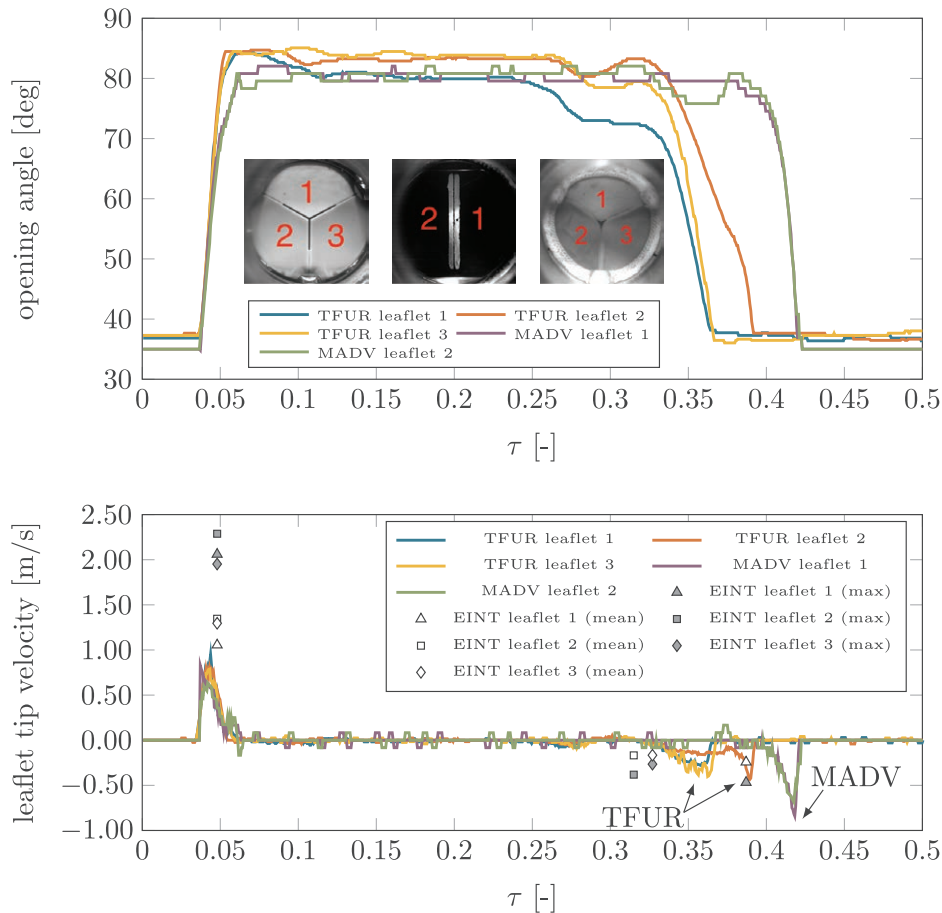 90
80
70
60
50
40
30
opening angle [deg]
1
2 3
2 1
1
2 3
TFUR leaflet 1 TFUR leaflet 2
TFUR leaflet 3 MADV leaflet 1
MADV leaflet 2
0 0.05 0.1 0.15 0.2 0.25 0.3 0.35 0.4 0.45 0.5
τ [-]
2.50
2.00
1.50
1.00
0.50
0.00
−0.50
−1.00
leaflet tip velocity [m/s]
TFUR leaflet 1 TFUR leaflet 2
TFUR leaflet 3 MADV leaflet 1
MADV leaflet 2 EINT leaflet 1 (max)
EINT leaflet 1 (mean) EINT leaflet 2 (max)
EINT leaflet 2 (mean) EINT leaflet 3 (max)
EINT leaflet 3 (mean)
MADV
TFUR
0 0.05 0.1 0.15 0.2 0.25 0.3 0.35 0.4 0.45 0.5
τ [-]